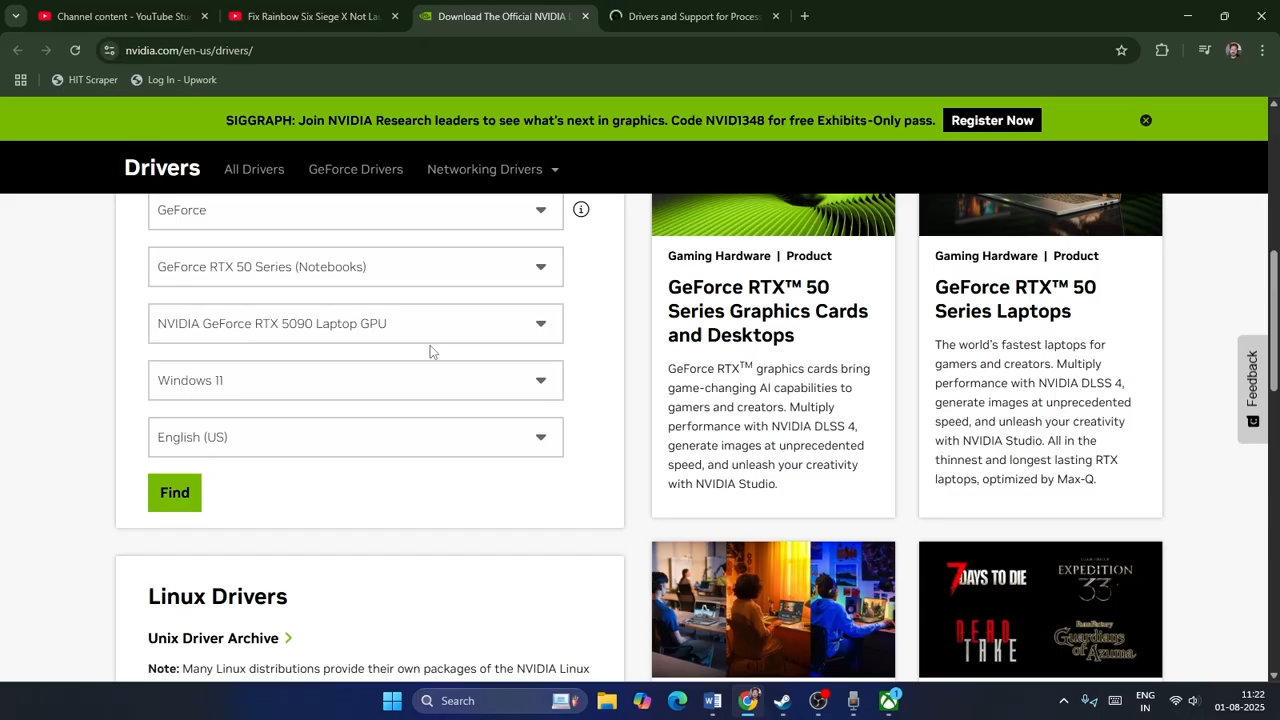 Content - YouTube Stu
Fix Rainbow Six Siege X Not La
Download The Official NVIDIA
Drivers and Support for Process
nvidia.com/en-us/drivers/
HIT Scraper
Log In - Upwork
SIGGRAPH: Join NVIDIA Research leaders to see what's next in graphics. Code NVID1348 for free Exhibits-Only pass.
Register Now
Drivers
All Drivers
GeForce Drivers
Networking Drivers
GeForce
GeForce RTX 50 Series (Notebooks)
NVIDIA GeForce RTX 5090 Laptop GPU
Windows 11
English (US)
Find
Linux Drivers
Unix Driver Archive
Note: Many Linux distributions provide their own packages of the NVIDIA Linux
Gaming Hardware | Product
GeForce RTX™ 50
Series Graphics Cards
and Desktops
GeForce RTX™ graphics cards bring
game-changing AI capabilities to
gamers and creators. Multiply
performance with NVIDIA DLSS 4,
generate images at unprecedented
speed, and unleash your creativity
with NVIDIA Studio.
Gaming Hardware | Product
GeForce RTX™ 50
Series Laptops
The world's fastest laptops for
gamers and creators. Multiply
performance with NVIDIA DLSS 4,
generate images at unprecedented
speed, and unleash your creativity
with NVIDIA Studio. All in the
thinnest and longest lasting RTX
laptops, optimized by Max-Q.
7 DAYS TO DIE
EXPEDITION
33
DEAD
TAKE
Rune Factory
Guardians
of Azuma
Feedback
Search
1
ENG
IN
11:22
01-08-2025